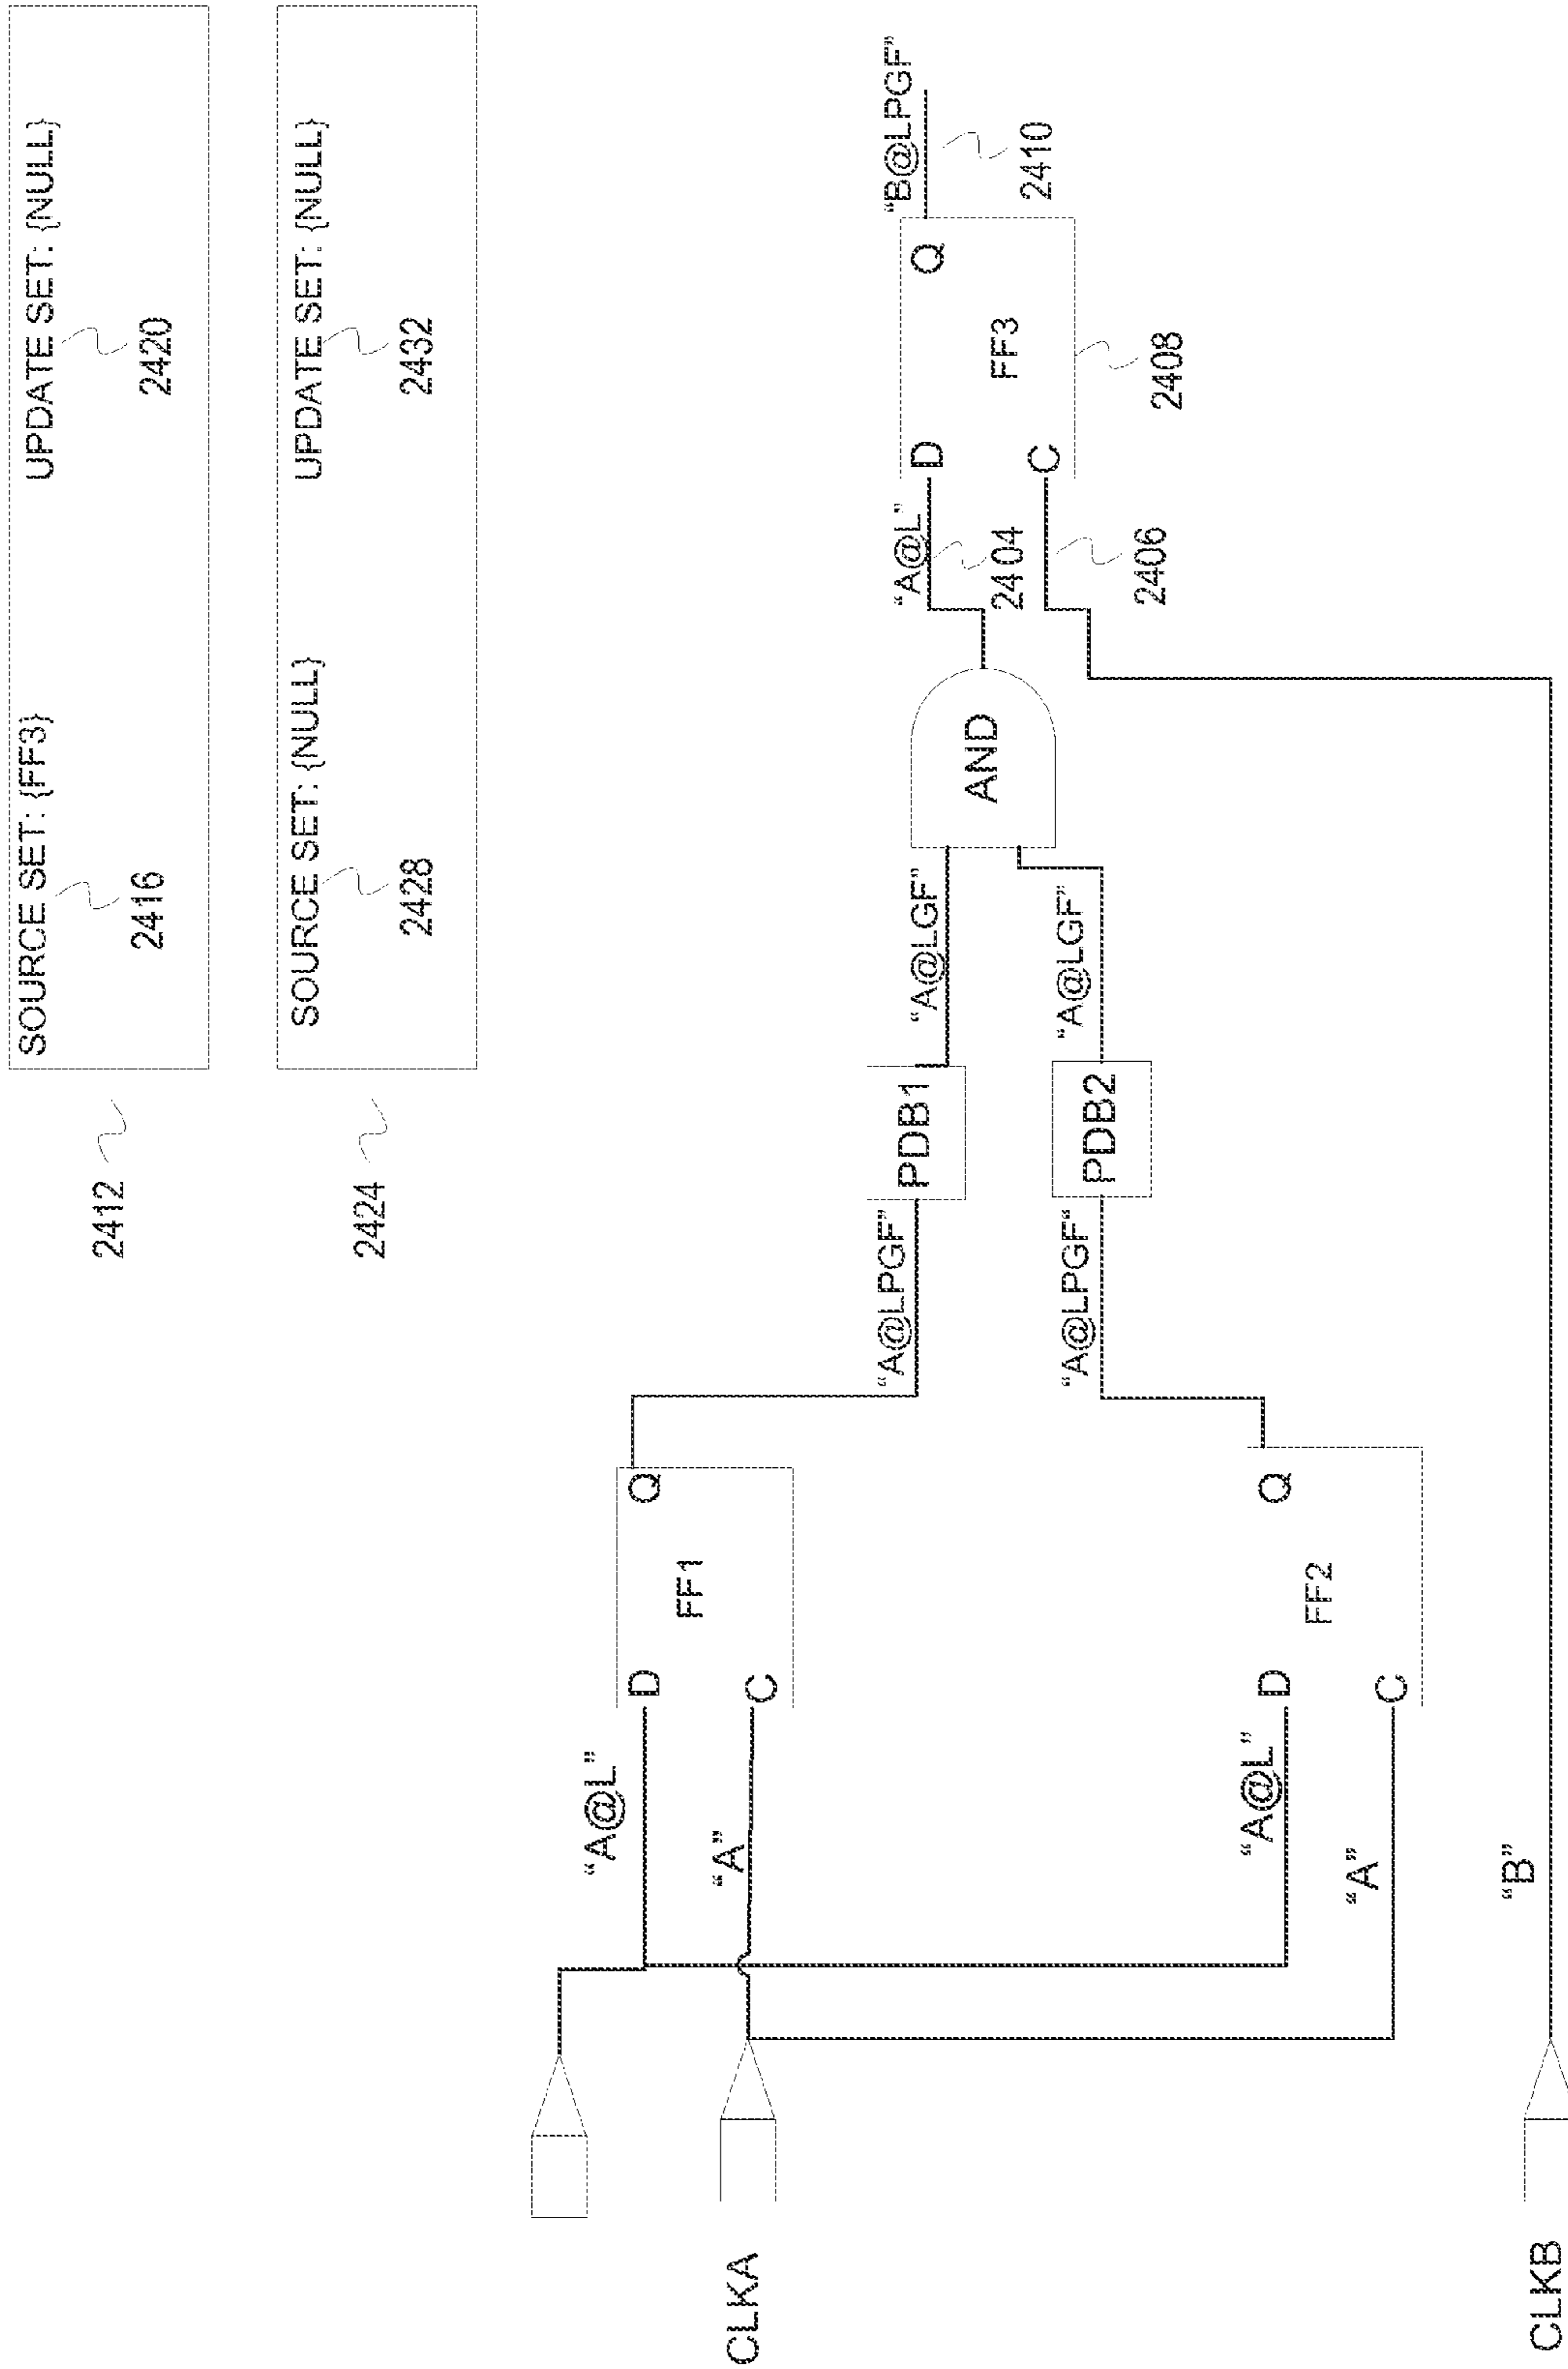 SOURCE SET: {FF3} UPDATE SET: {NULL}
2416 2420
2412
SOURCE SET: {NULL} UPDATE SET: {NULL}
2428 2432
2424
"A@L"
D Q
FF1
"A"
C
CLKA
"A@LPGF"
PDB1
"A@LGF"
"A@L"
D Q
FF2
"A"
C
"A@LPGF"
PDB2
"A@LGF"
AND
"A@L"
2404
D Q
FF3
C
2406
2408
"B@LPGF"
2410
"B"
CLKB